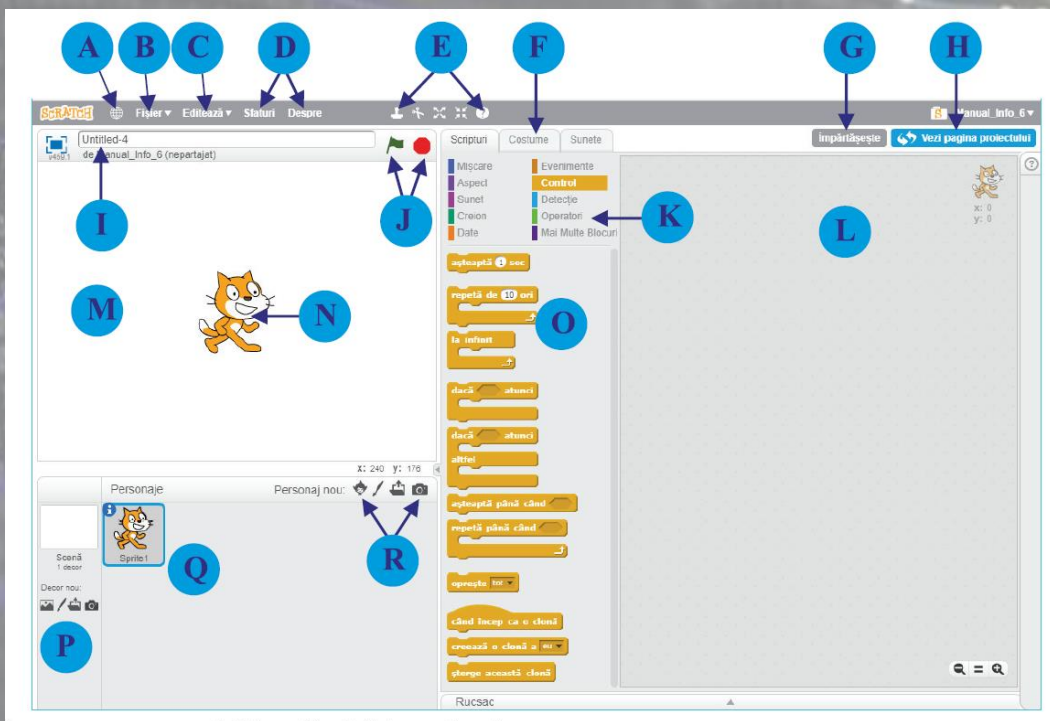 A B C D E F G H
SCRATCH Fișier Editează Sfaturi Despre Manual_Info_6
Untitled-4
v459.1 de Manual_Info_6 (nepartajat)
Scripturi Costume Sunete
Împărtășește Vezi pagina proiectului
Mișcare Evenimente
Aspect Control
Sunet Detecție
Creion Operatori
Date Mai Multe Blocuri
I J K L
x: 0
y: 0
M N O
așteaptă 1 sec
repetă de 10 ori
la infinit
dacă atunci
dacă atunci
altfel
așteaptă până când
repetă până când
oprește tot
când încep ca o clonă
creează o clonă a eu
șterge această clonă
x: 240 y: 176
Personaje Personaj nou:
Sprite1
Scenă
1 decor
Decor nou:
P Q R
Rucsac